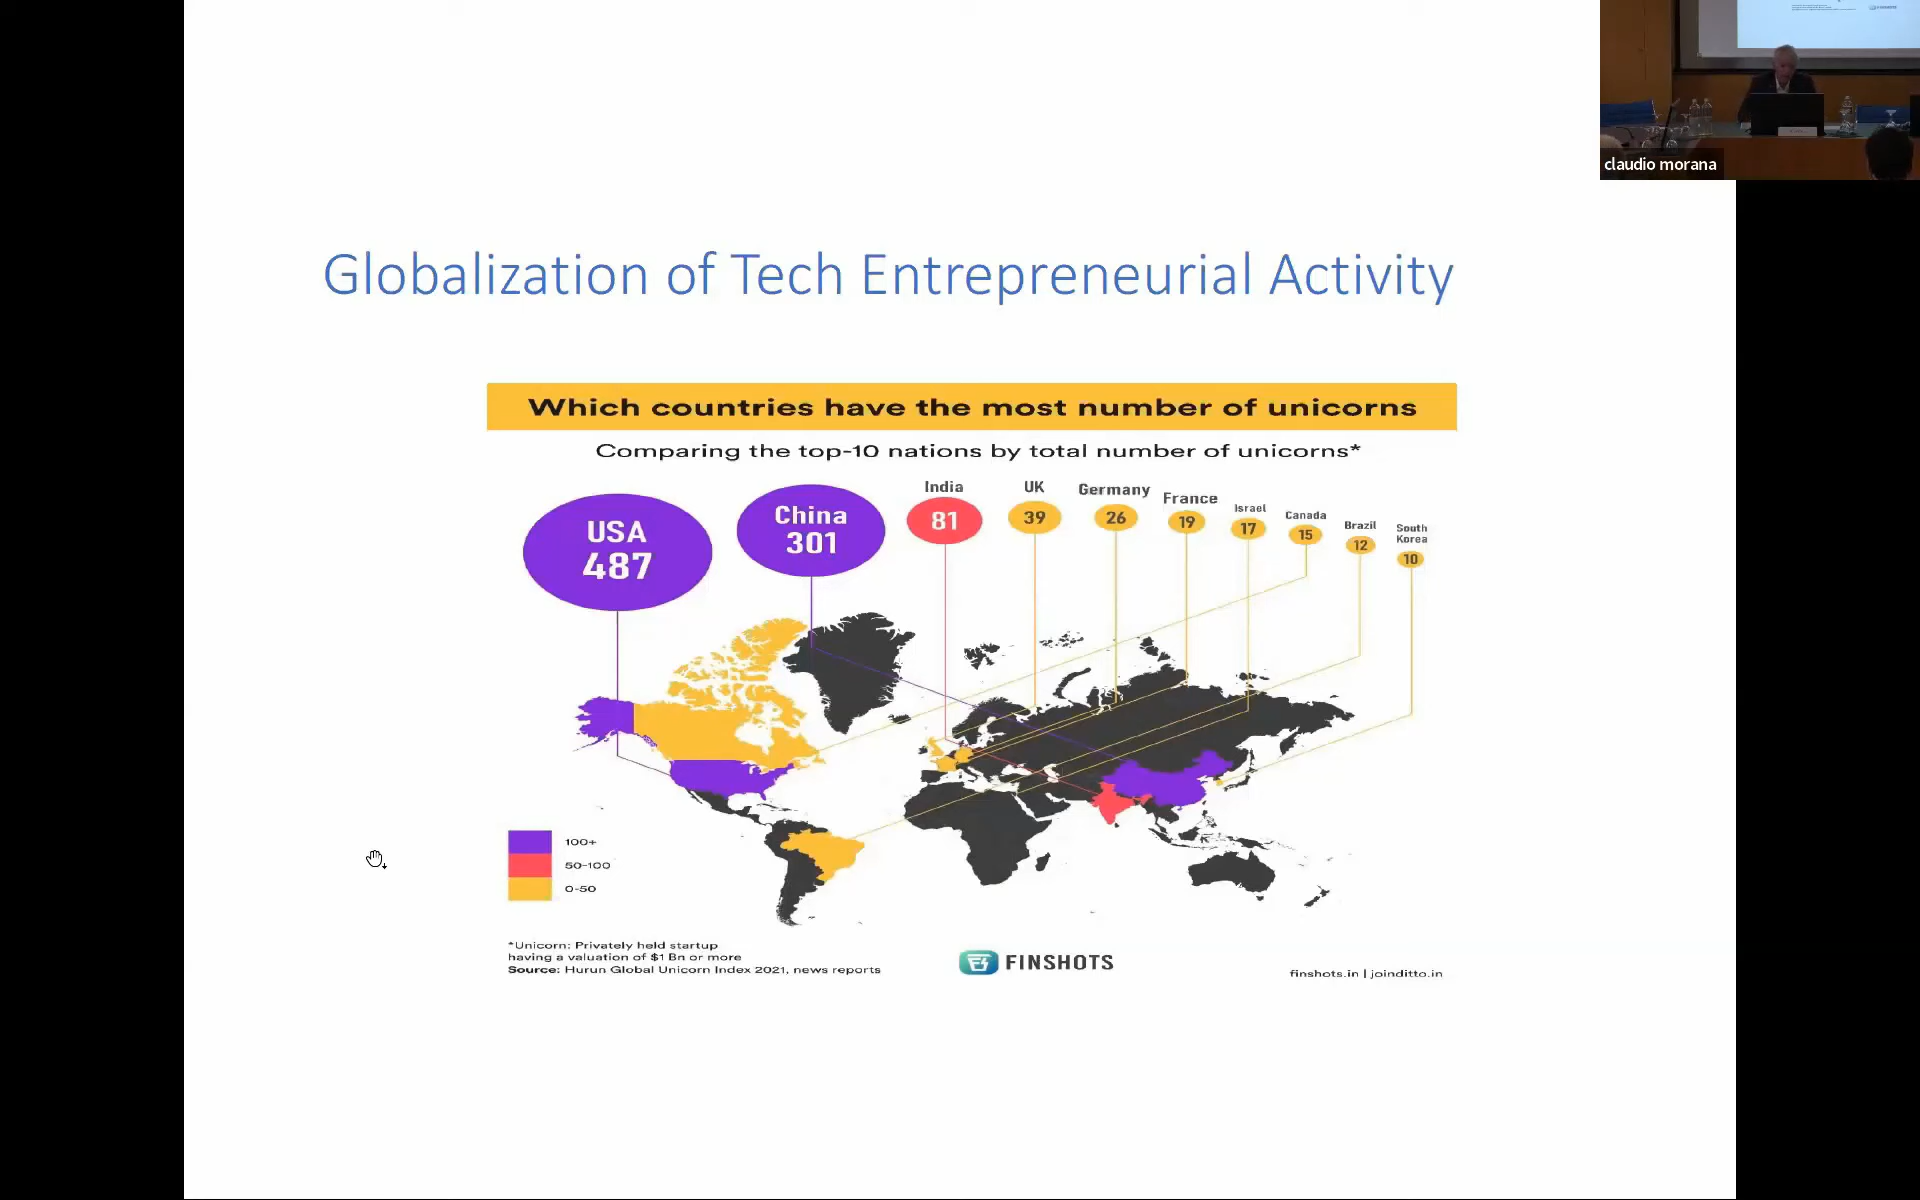 claudio morana
Globalization of Tech Entrepreneurial Activity
Which countries have the most number of unicorns
Comparing the top-10 nations by total number of unicorns*
USA
487
China
301
India
81
UK
39
Germany
26
France
19
Israel
17
Canada
15
Brazil
12
South
Korea
10
100+
50-100
0-50
*Unicorn: Privately held startup
having a valuation of $1 Bn or more
Source: Hurun Global Unicorn Index 2021, news reports
FINSHOTS
finshots.in | joinditto.in